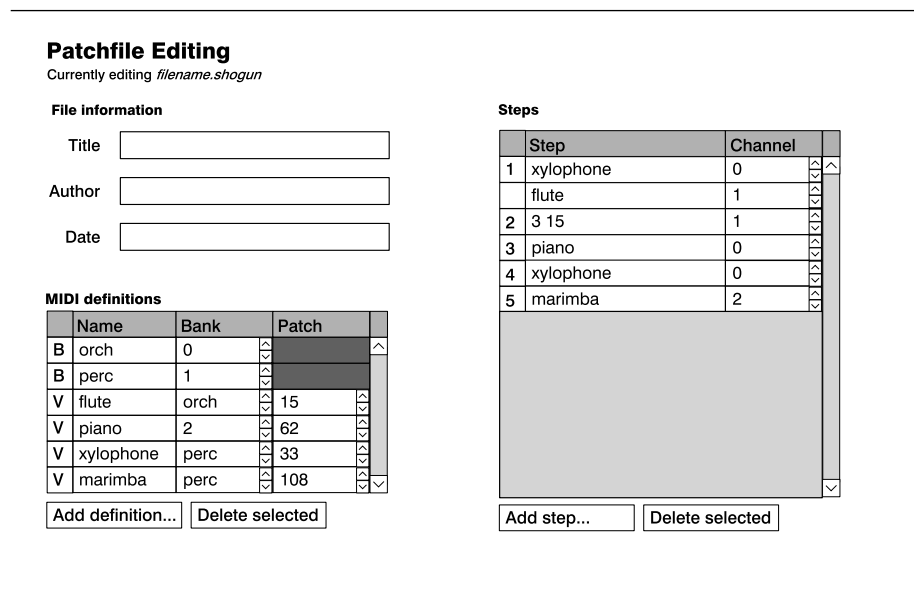 Patchfile Editing
Currently editing filename.shogun
File information
Title
Author
Date
MIDI definitions
Name Bank Patch
B orch 0
B perc 1
V flute orch 15
V piano 2 62
V xylophone perc 33
V marimba perc 108
Add definition... Delete selected
Steps
Step Channel
1 xylophone 0
flute 1
2 3 15 1
3 piano 0
4 xylophone 0
5 marimba 2
Add step... Delete selected